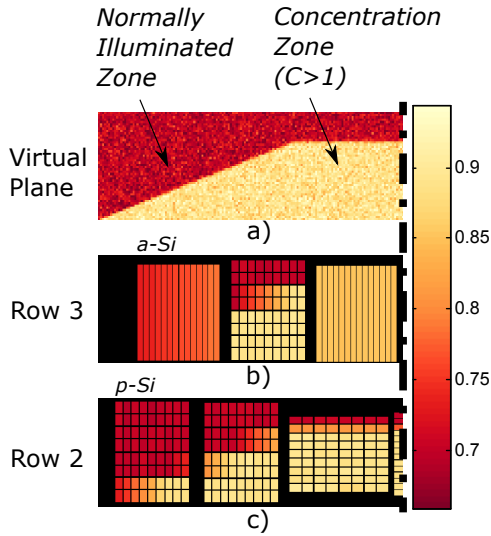 Normally
Illuminated
Zone
Concentration
Zone
(C>1)
Virtual
Plane
a)
a-Si
Row 3
b)
p-Si
Row 2
c)
0.9
0.85
0.8
0.75
0.7